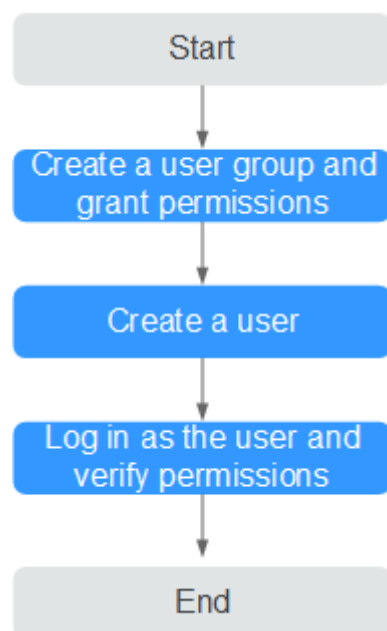 Start
Create a user group and
grant permissions
Create a user
Log in as the user and
verify permissions
End